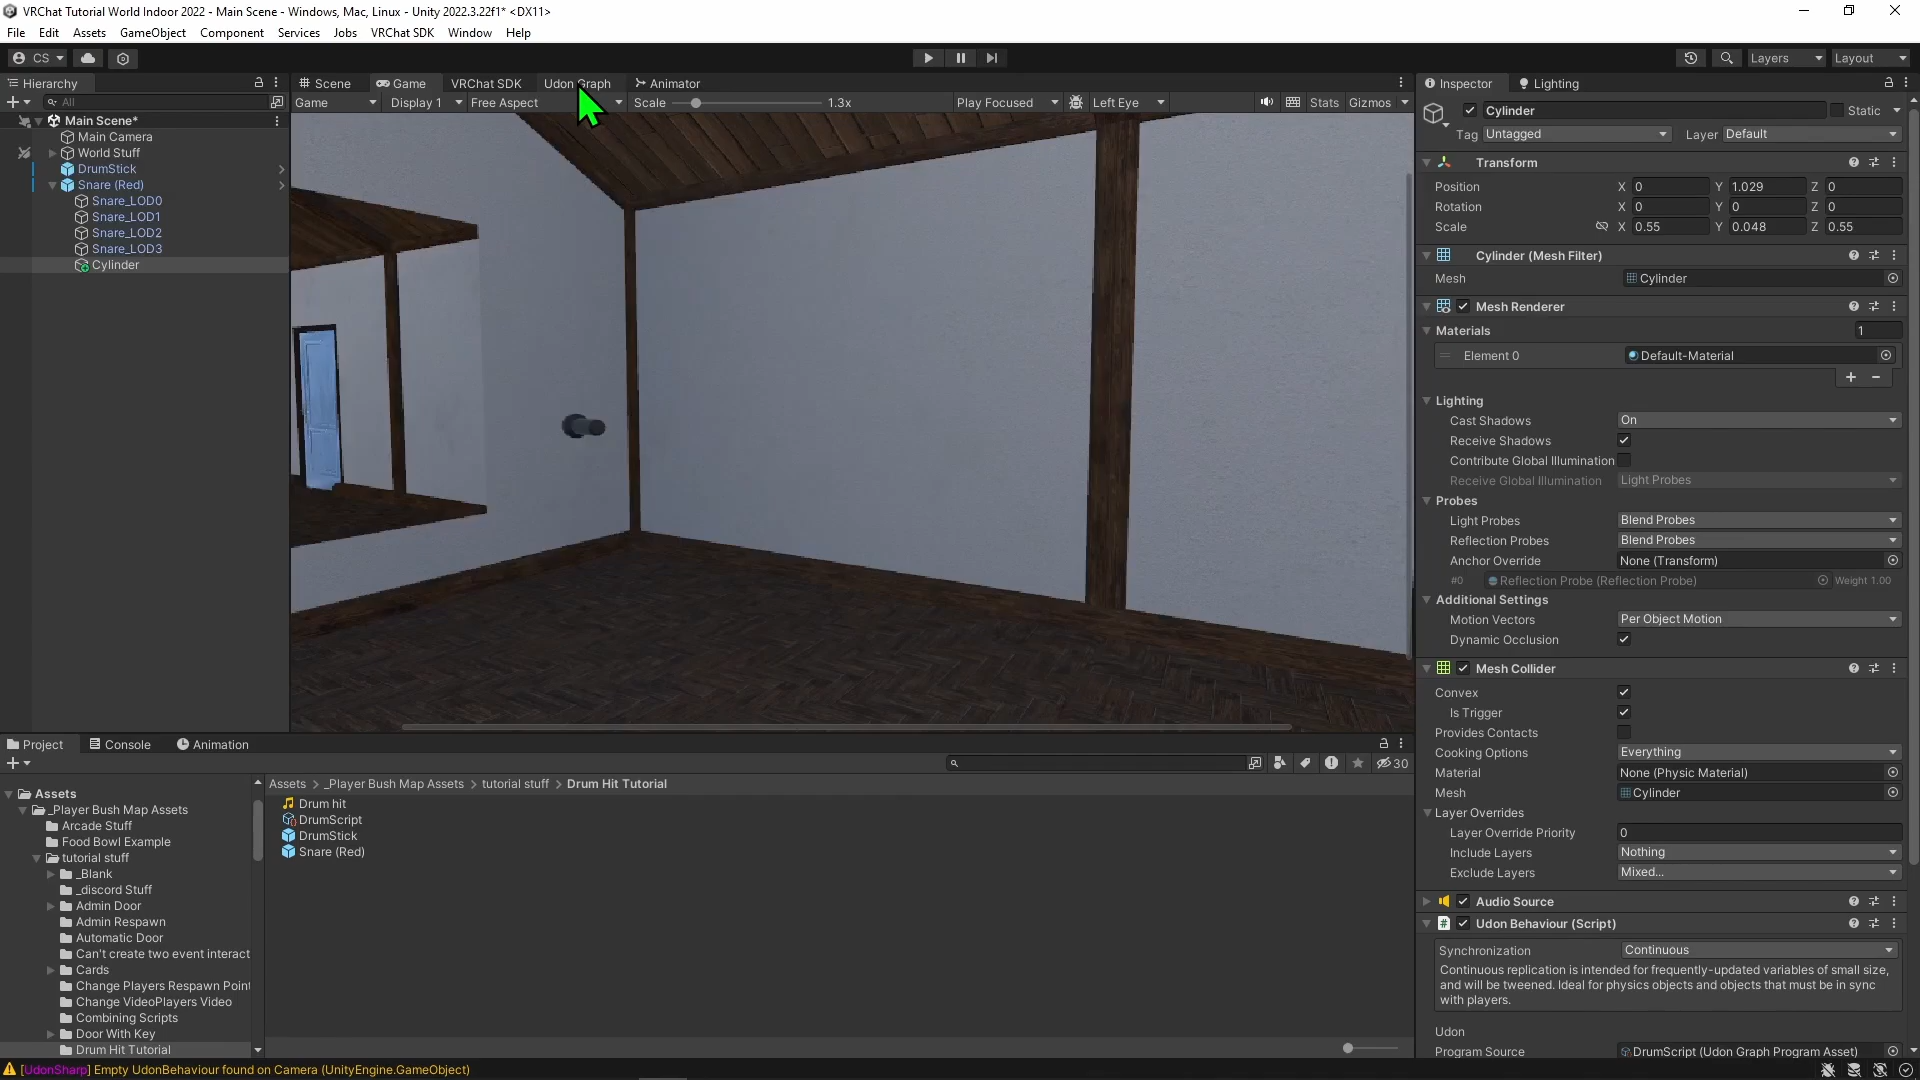 VRChat Tutorial World Indoor 2022 - Main Scene - Windows, Mac, Linux - Unity 2022.3.22f1* <DX11>
File Edit Assets GameObject Component Services Jobs VRChat SDK Window Help
CS
Layers
Layout
Hierarchy
All
Main Scene*
Main Camera
World Stuff
DrumStick
Snare (Red)
Snare_LOD0
Snare_LOD1
Snare_LOD2
Snare_LOD3
Cylinder
Scene Game VRChat SDK Udon Graph Animator
Game Display 1 Free Aspect Scale 1.3x Play Focused Left Eye Stats Gizmos
Inspector Lighting
Cylinder Static
Tag Untagged Layer Default
Transform
Position X 0 Y 1.029 Z 0
Rotation X 0 Y 0 Z 0
Scale X 0.55 Y 0.048 Z 0.55
Cylinder (Mesh Filter)
Mesh Cylinder
Mesh Renderer
Materials 1
Element 0 Default-Material
Lighting
Cast Shadows On
Receive Shadows
Contribute Global Illumination
Receive Global Illumination Light Probes
Probes
Light Probes Blend Probes
Reflection Probes Blend Probes
Anchor Override None (Transform)
#0 Reflection Probe (Reflection Probe) Weight 1.00
Additional Settings
Motion Vectors Per Object Motion
Dynamic Occlusion
Mesh Collider
Convex
Is Trigger
Provides Contacts
Cooking Options Everything
Material None (Physic Material)
Mesh Cylinder
Layer Overrides
Layer Override Priority 0
Include Layers Nothing
Exclude Layers Mixed...
Audio Source
Udon Behaviour (Script)
Synchronization Continuous
Continuous replication is intended for frequently-updated variables of small size,
and will be tweened. Ideal for physics objects and objects that must be in sync
with players.
Udon
Program Source DrumScript (Udon Graph Program Asset)
Project Console Animation
30
Assets
_Player Bush Map Assets
Arcade Stuff
Food Bowl Example
tutorial stuff
_Blank
_discord Stuff
Admin Door
Admin Respawn
Automatic Door
Can't create two event interact
Cards
Change Players Respawn Point
Change VideoPlayers Video
Combining Scripts
Door With Key
Drum Hit Tutorial
Assets > _Player Bush Map Assets > tutorial stuff > Drum Hit Tutorial
Drum hit
DrumScript
DrumStick
Snare (Red)
[UdonSharp] Empty UdonBehaviour found on Camera (UnityEngine.GameObject)